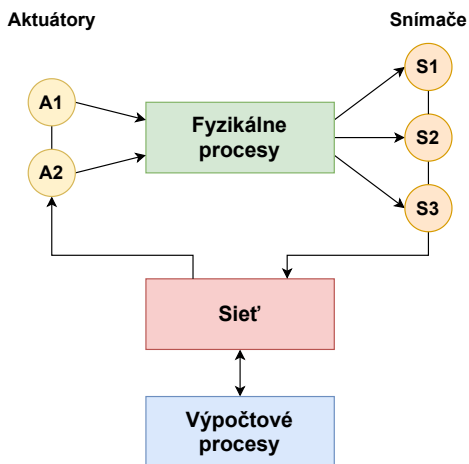 Aktuátory
Snímače
A1
A2
Fyzikálne
procesy
S1
S2
S3
Sieť
Výpočtové
procesy